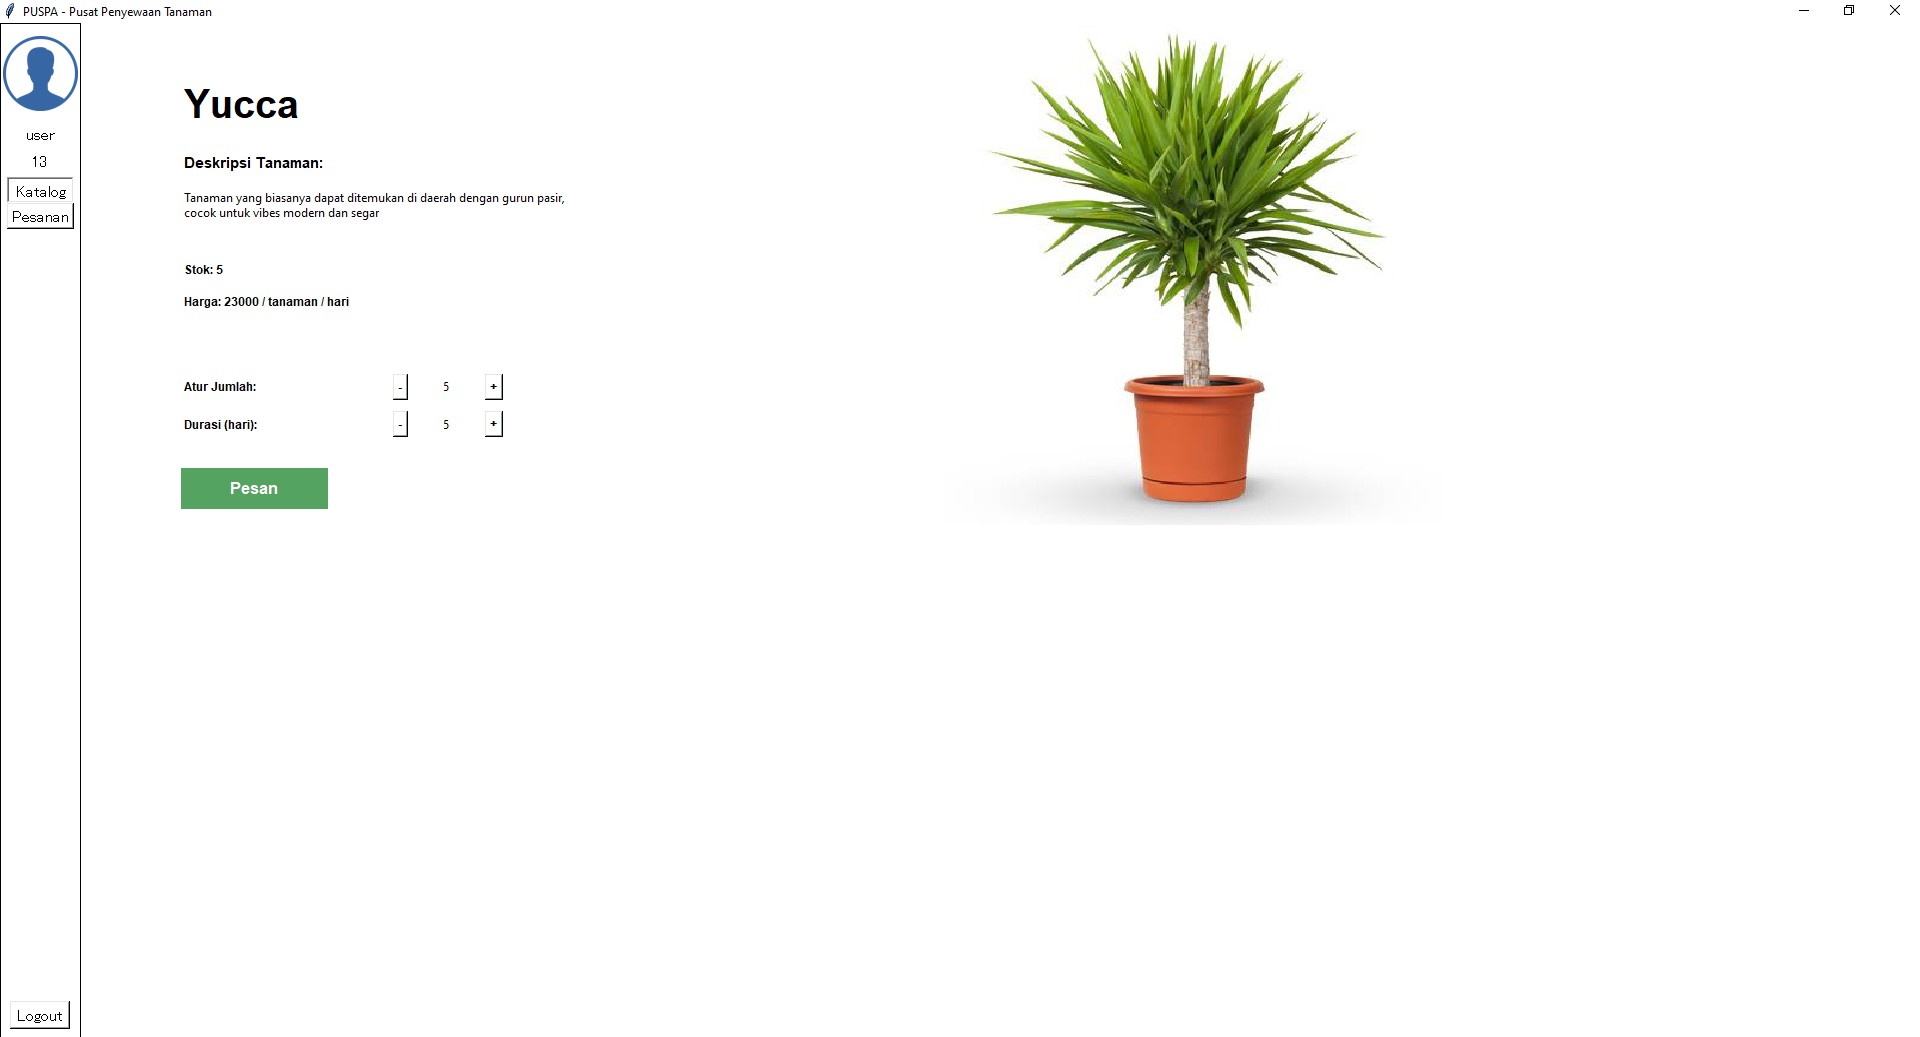 PUSPA - Pusat Penyewaan Tanaman
user
13
Katalog
Pesanan
Yucca
Deskripsi Tanaman:
Tanaman yang biasanya dapat ditemukan di daerah dengan gurun pasir,
cocok untuk vibes modern dan segar
Stok: 5
Harga: 23000 / tanaman / hari
Atur Jumlah: - 5 +
Durasi (hari): - 5 +
Pesan
Logout